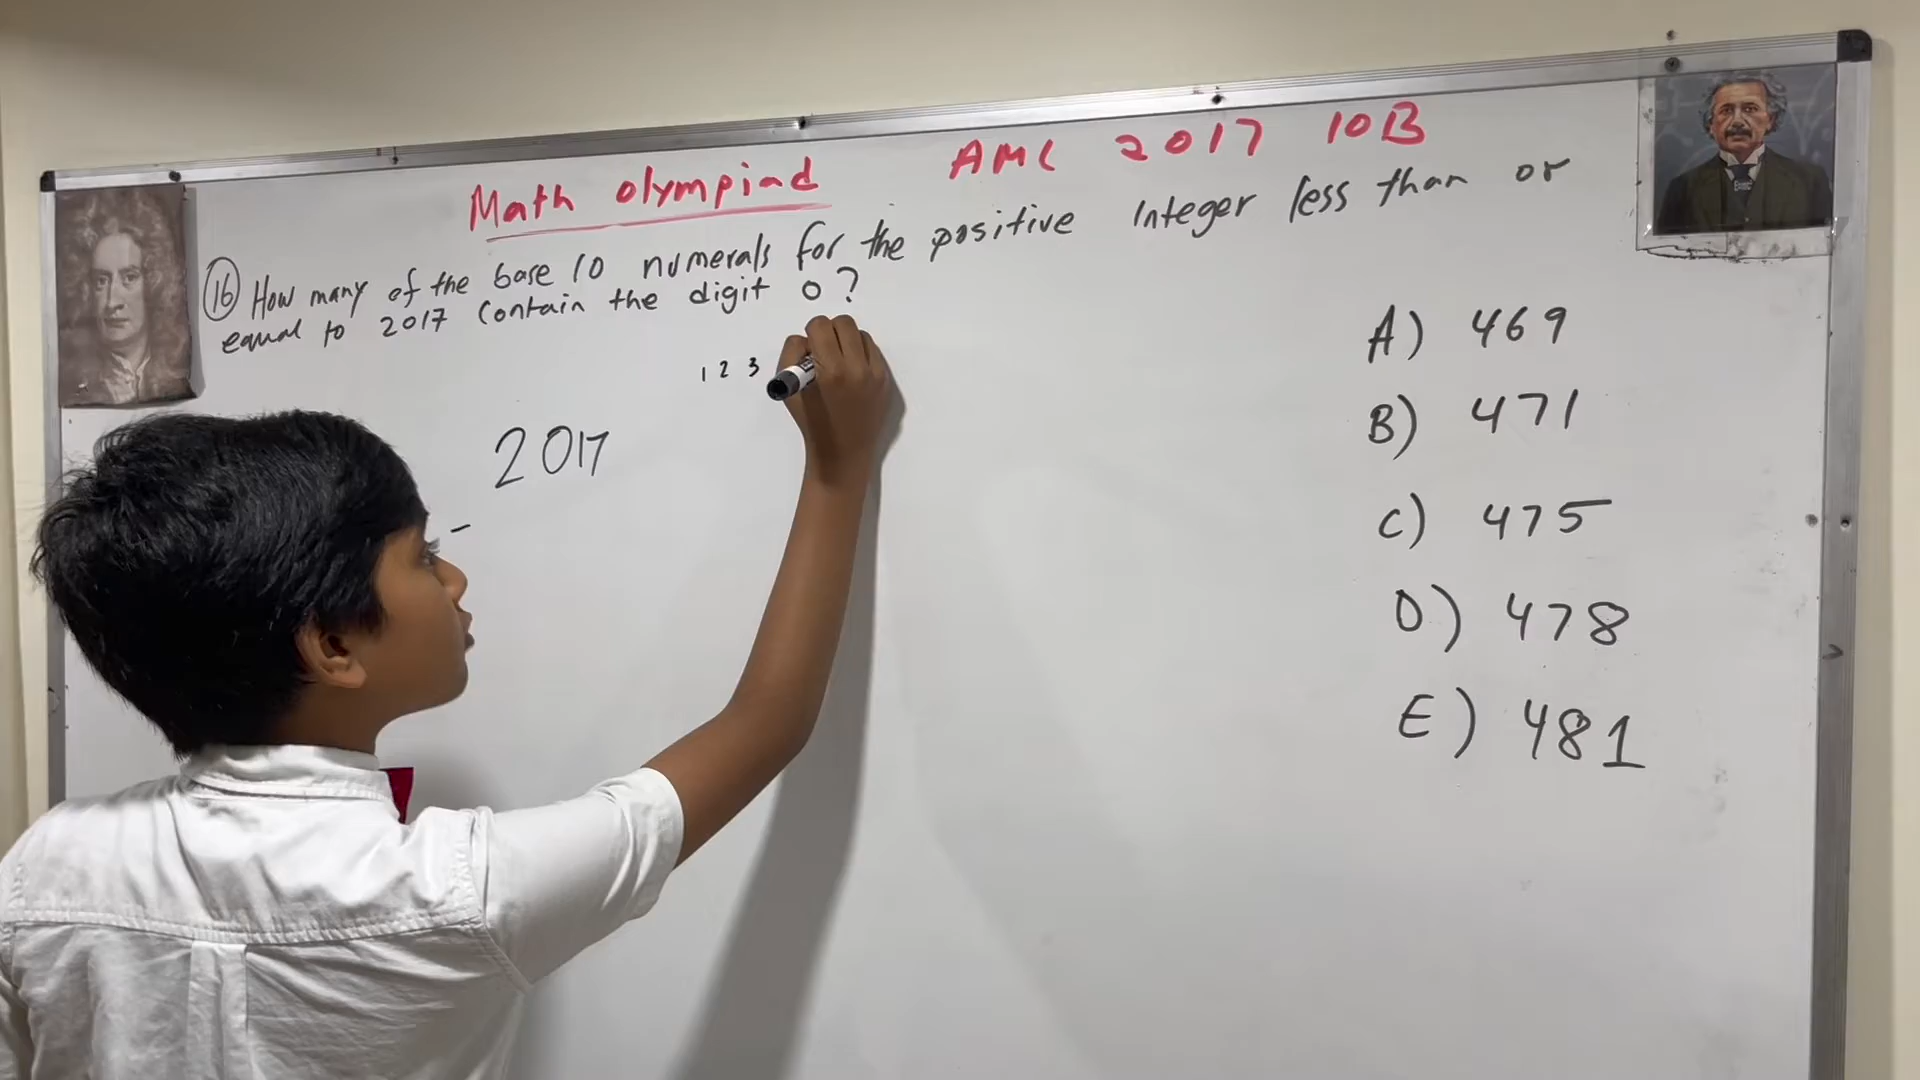 Math olympiad AMC 2017 10B
16 How many of the base 10 numerals for the positive Integer less than or
equal to 2017 contain the digit 0?
1 2 3
2017
-
A) 469
B) 471
C) 475
D) 478
E) 481